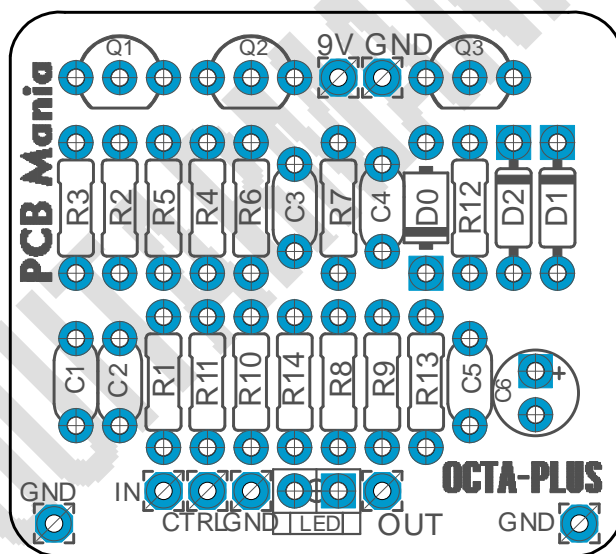 Q1 Q2 9V GND Q3
PCB Mania
R3 R2 R5 R4 R6 C3 R7 C4 D0 R12 D2 D1
C1 C2 R1 R11 R10 R14 R8 R9 R13 C5 C6 +
OCTA-PLUS
GND IN CTRL GND LED OUT GND